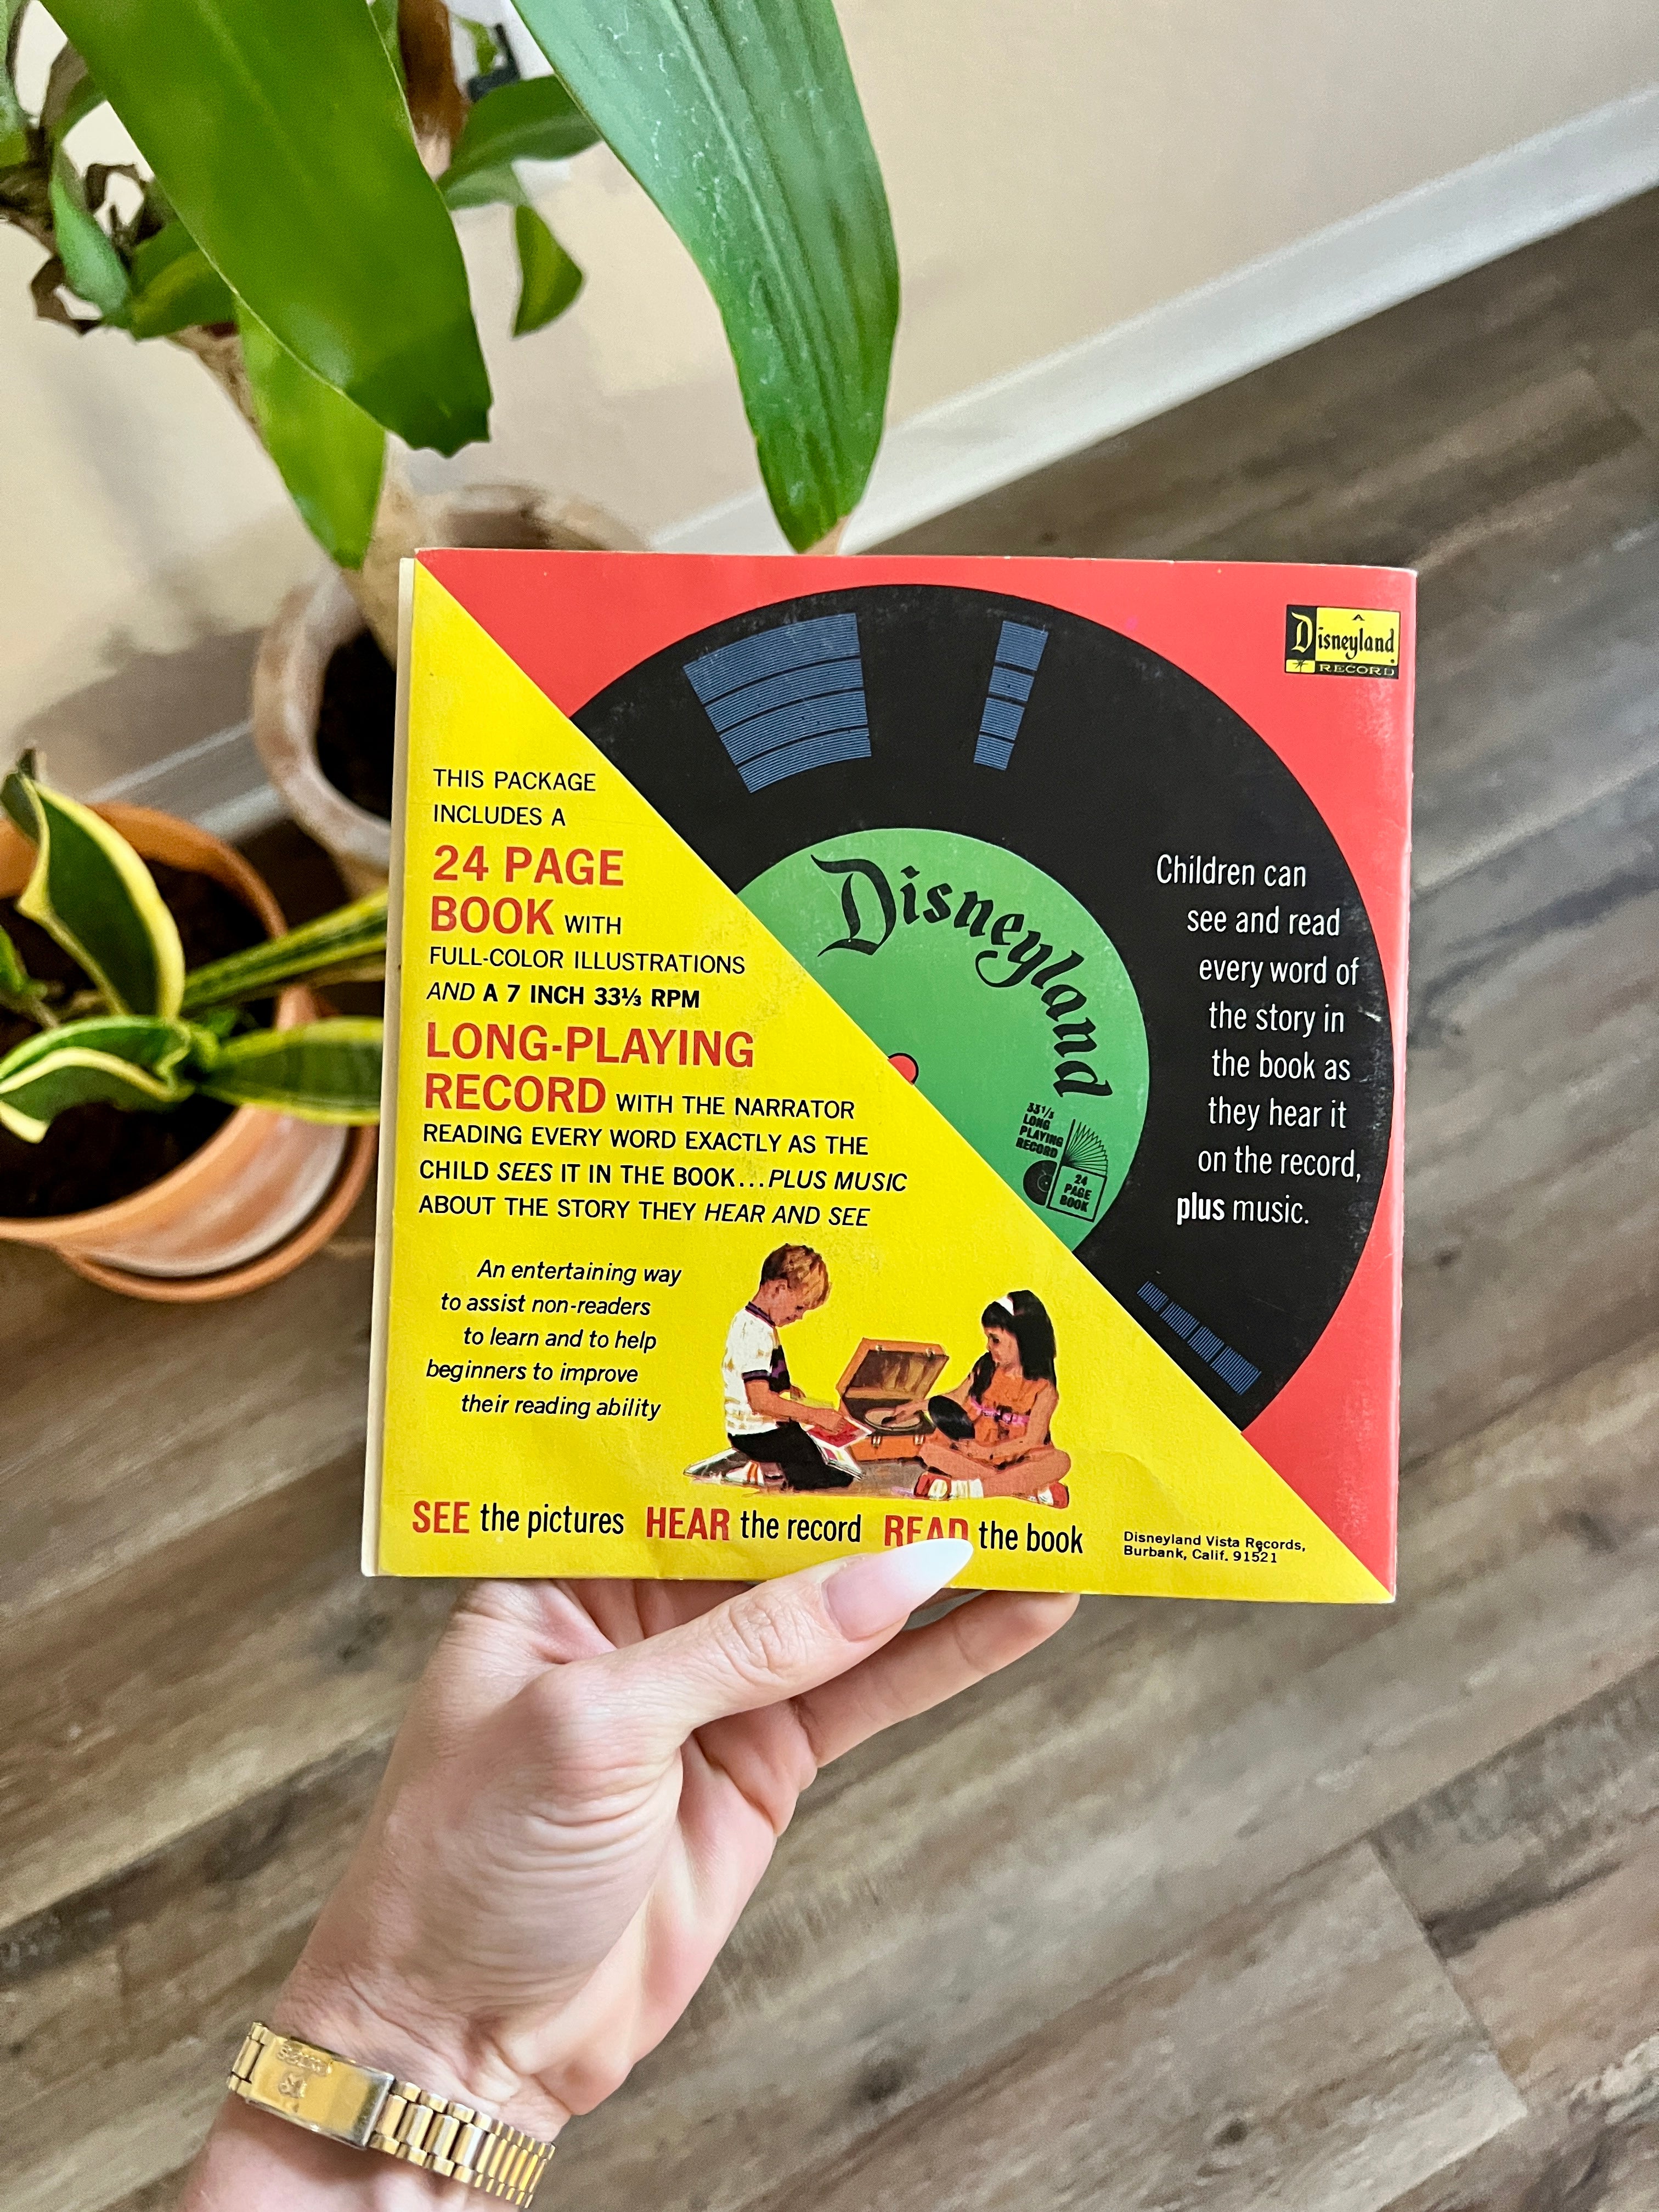 Disneyland
RECORD
THIS PACKAGE
INCLUDES A
24 PAGE
BOOK WITH
FULL-COLOR ILLUSTRATIONS
AND A 7 INCH 33⅓ RPM
LONG-PLAYING
RECORD WITH THE NARRATOR
READING EVERY WORD EXACTLY AS THE
CHILD SEES IT IN THE BOOK...PLUS MUSIC
ABOUT THE STORY THEY HEAR AND SEE
An entertaining way
to assist non-readers
to learn and to help
beginners to improve
their reading ability
Disneyland
33⅓
LONG
PLAYING
RECORD
24
PAGE
BOOK
Children can
see and read
every word of
the story in
the book as
they hear it
on the record,
plus music.
SEE the pictures HEAR the record READ the book
Disneyland Vista Records,
Burbank, Calif. 91521